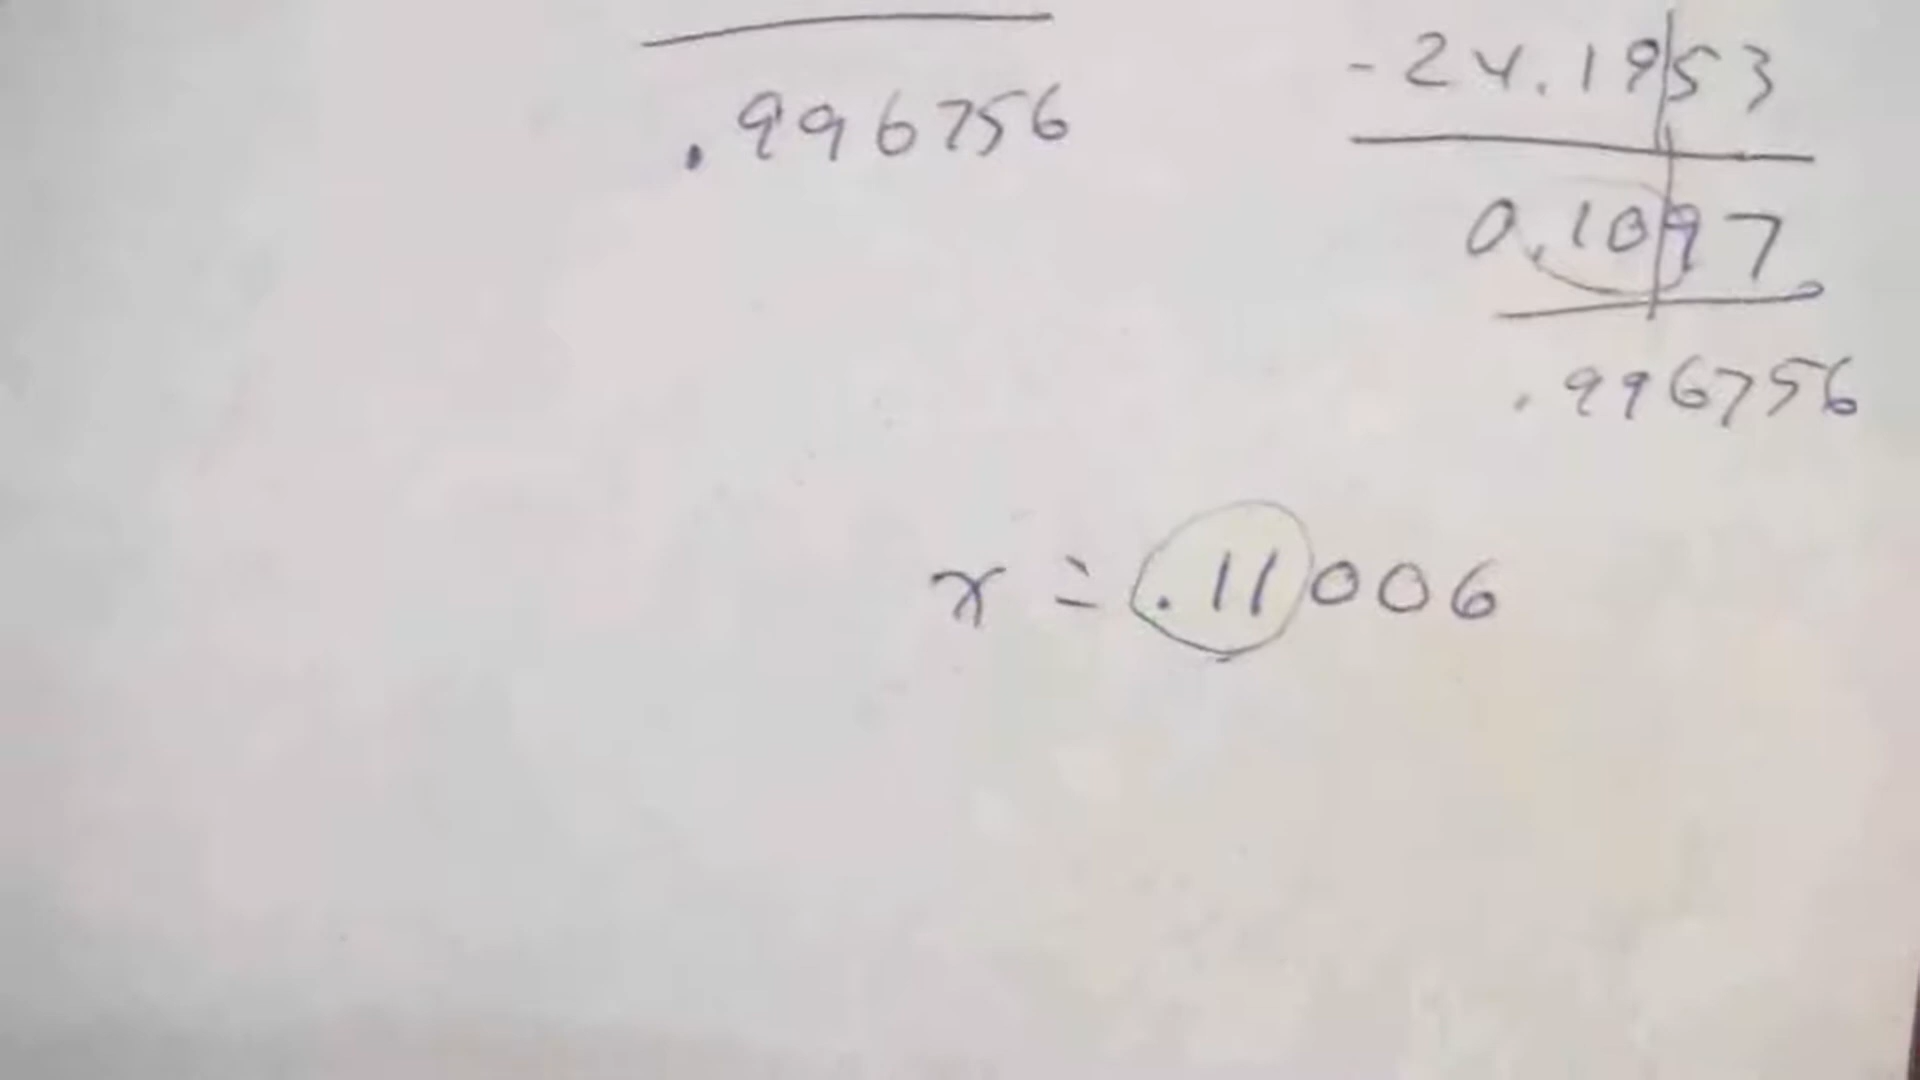 - 24.1953
.996756
0.1097
.996756
x = .11006